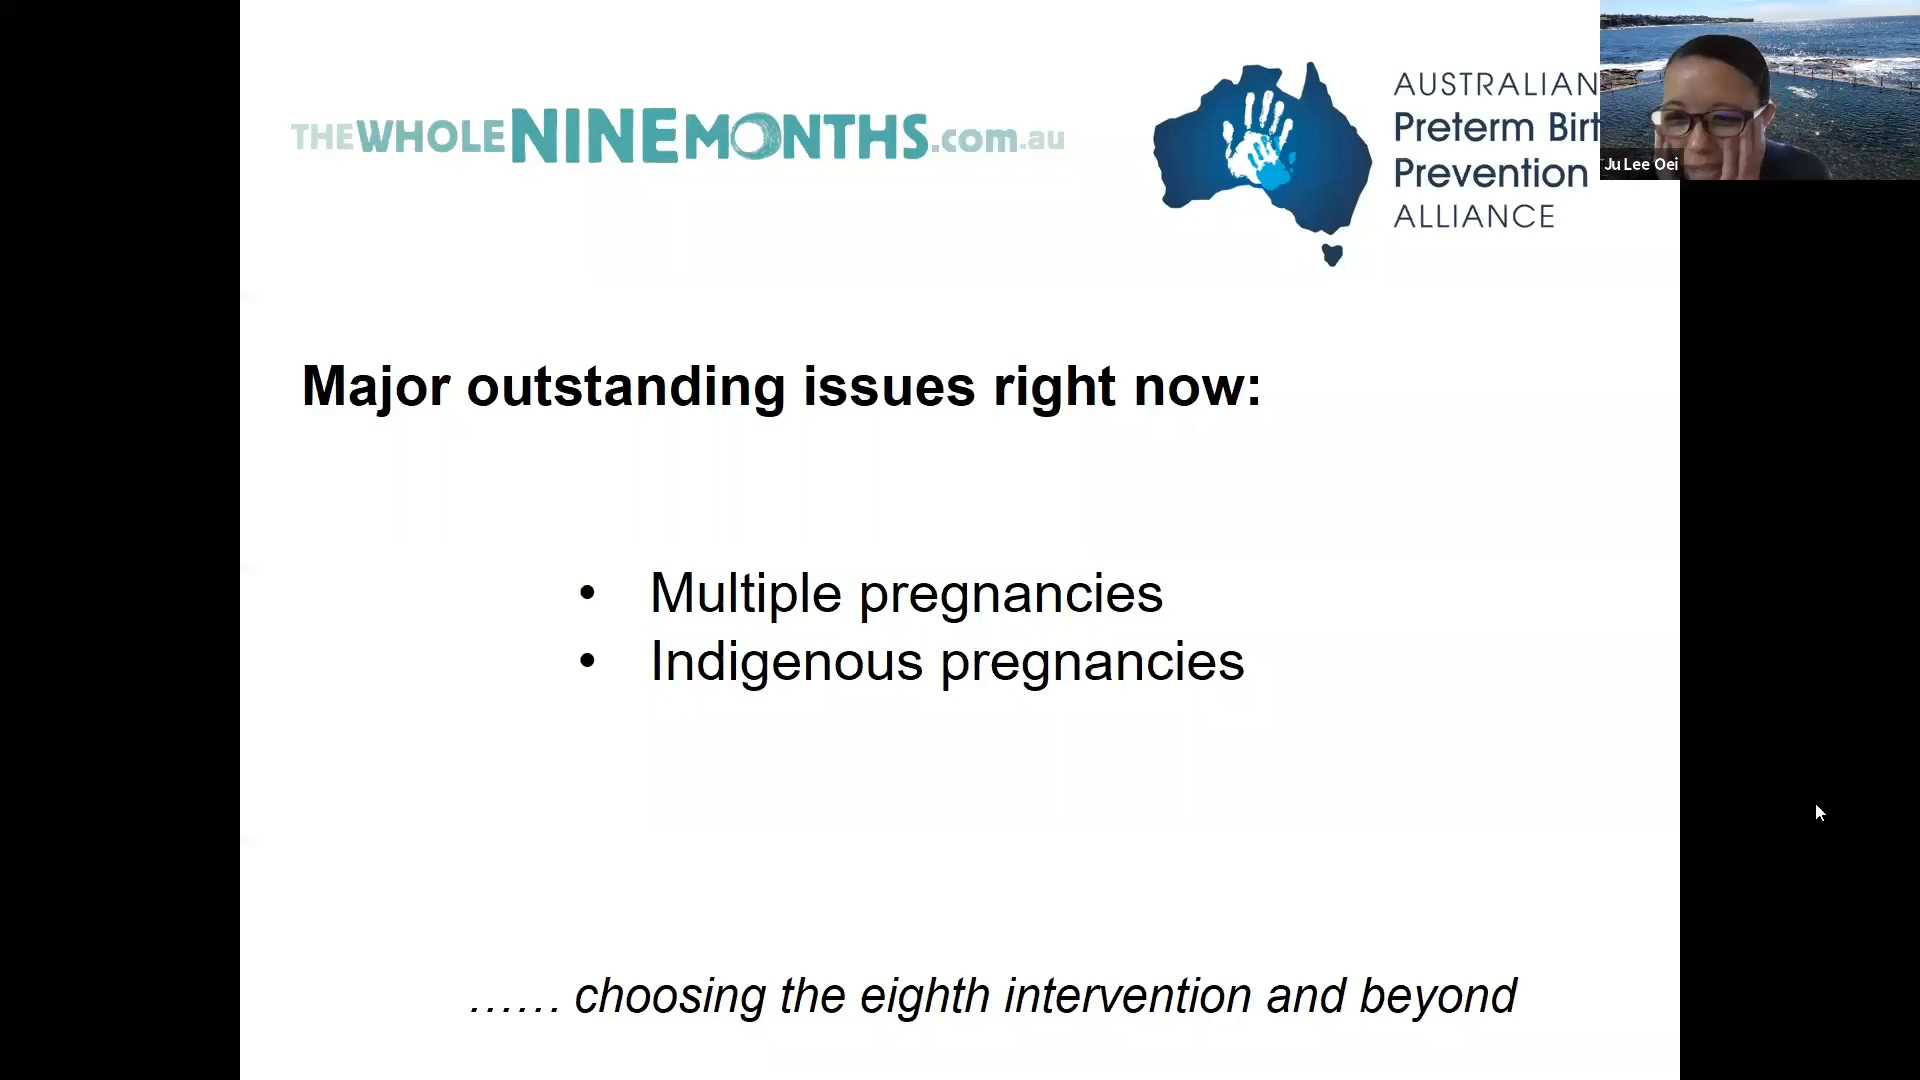 THEWHOLENINEMONTHS.com.au
AUSTRALIAN
Preterm Birt
Prevention
ALLIANCE
Ju Lee Oei
Major outstanding issues right now:
• Multiple pregnancies
• Indigenous pregnancies
...... choosing the eighth intervention and beyond